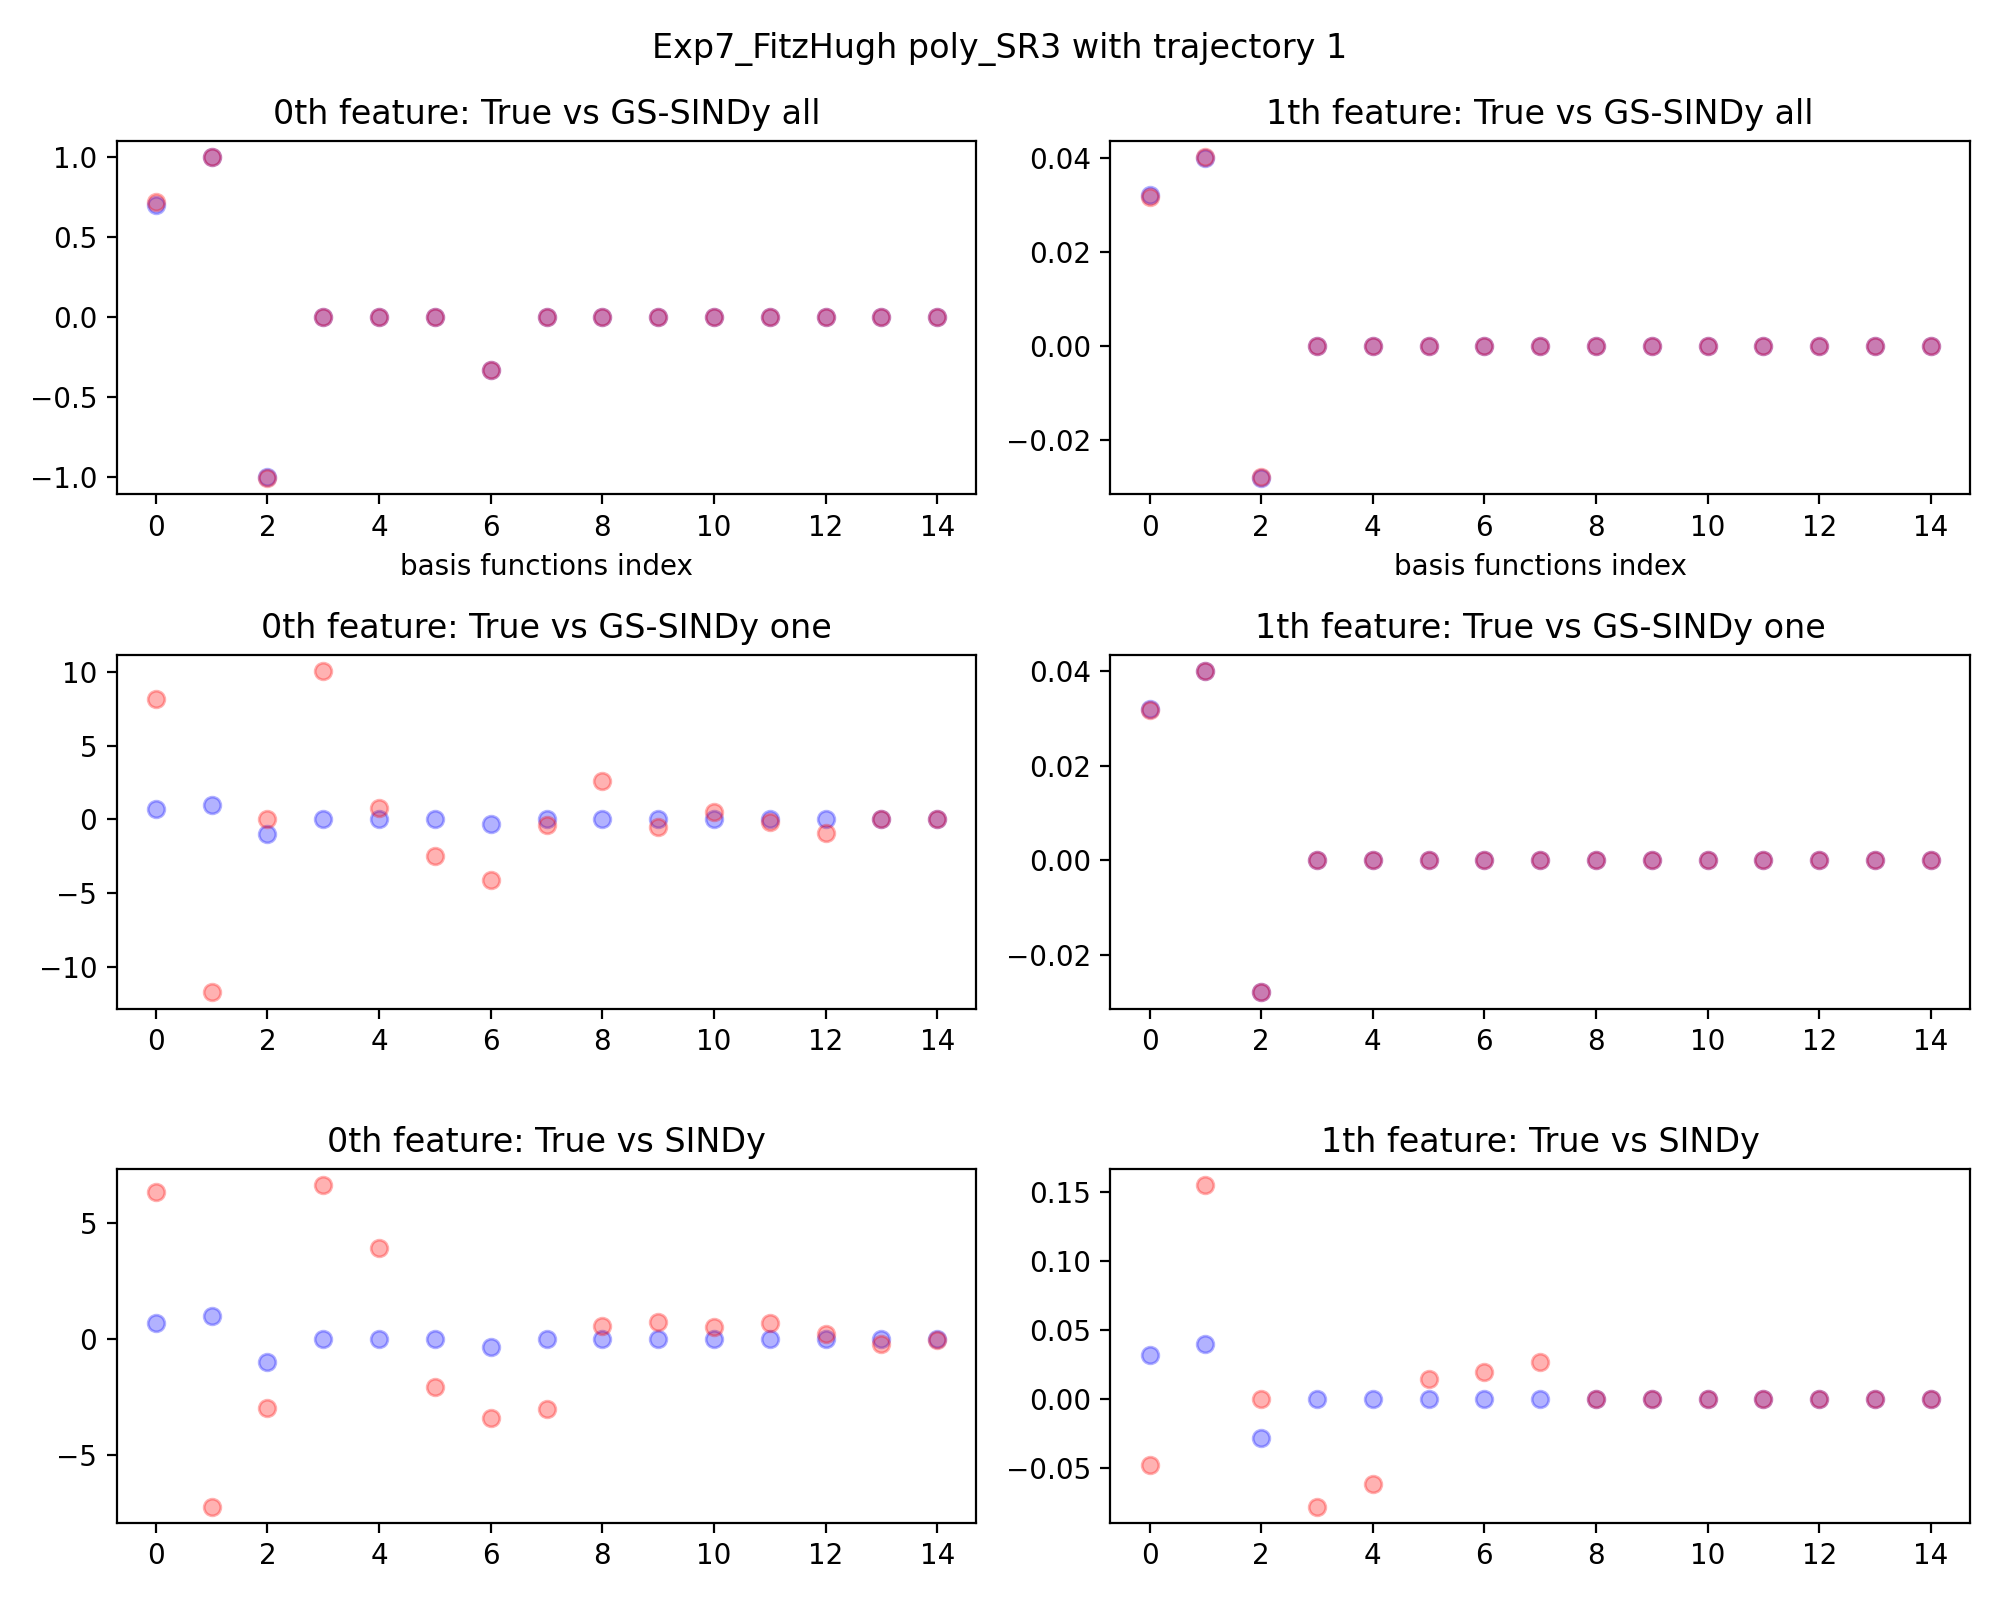 Exp7_FitzHugh poly_SR3 with trajectory 1
0th feature: True vs GS-SINDy all
1.0
0.5
0.0
−0.5
−1.0
0 2 4 6 8 10 12 14
basis functions index
1th feature: True vs GS-SINDy all
0.04
0.02
0.00
−0.02
0 2 4 6 8 10 12 14
basis functions index
0th feature: True vs GS-SINDy one
10
5
0
−5
−10
0 2 4 6 8 10 12 14
1th feature: True vs GS-SINDy one
0.04
0.02
0.00
−0.02
0 2 4 6 8 10 12 14
0th feature: True vs SINDy
5
0
−5
0 2 4 6 8 10 12 14
1th feature: True vs SINDy
0.15
0.10
0.05
0.00
−0.05
0 2 4 6 8 10 12 14